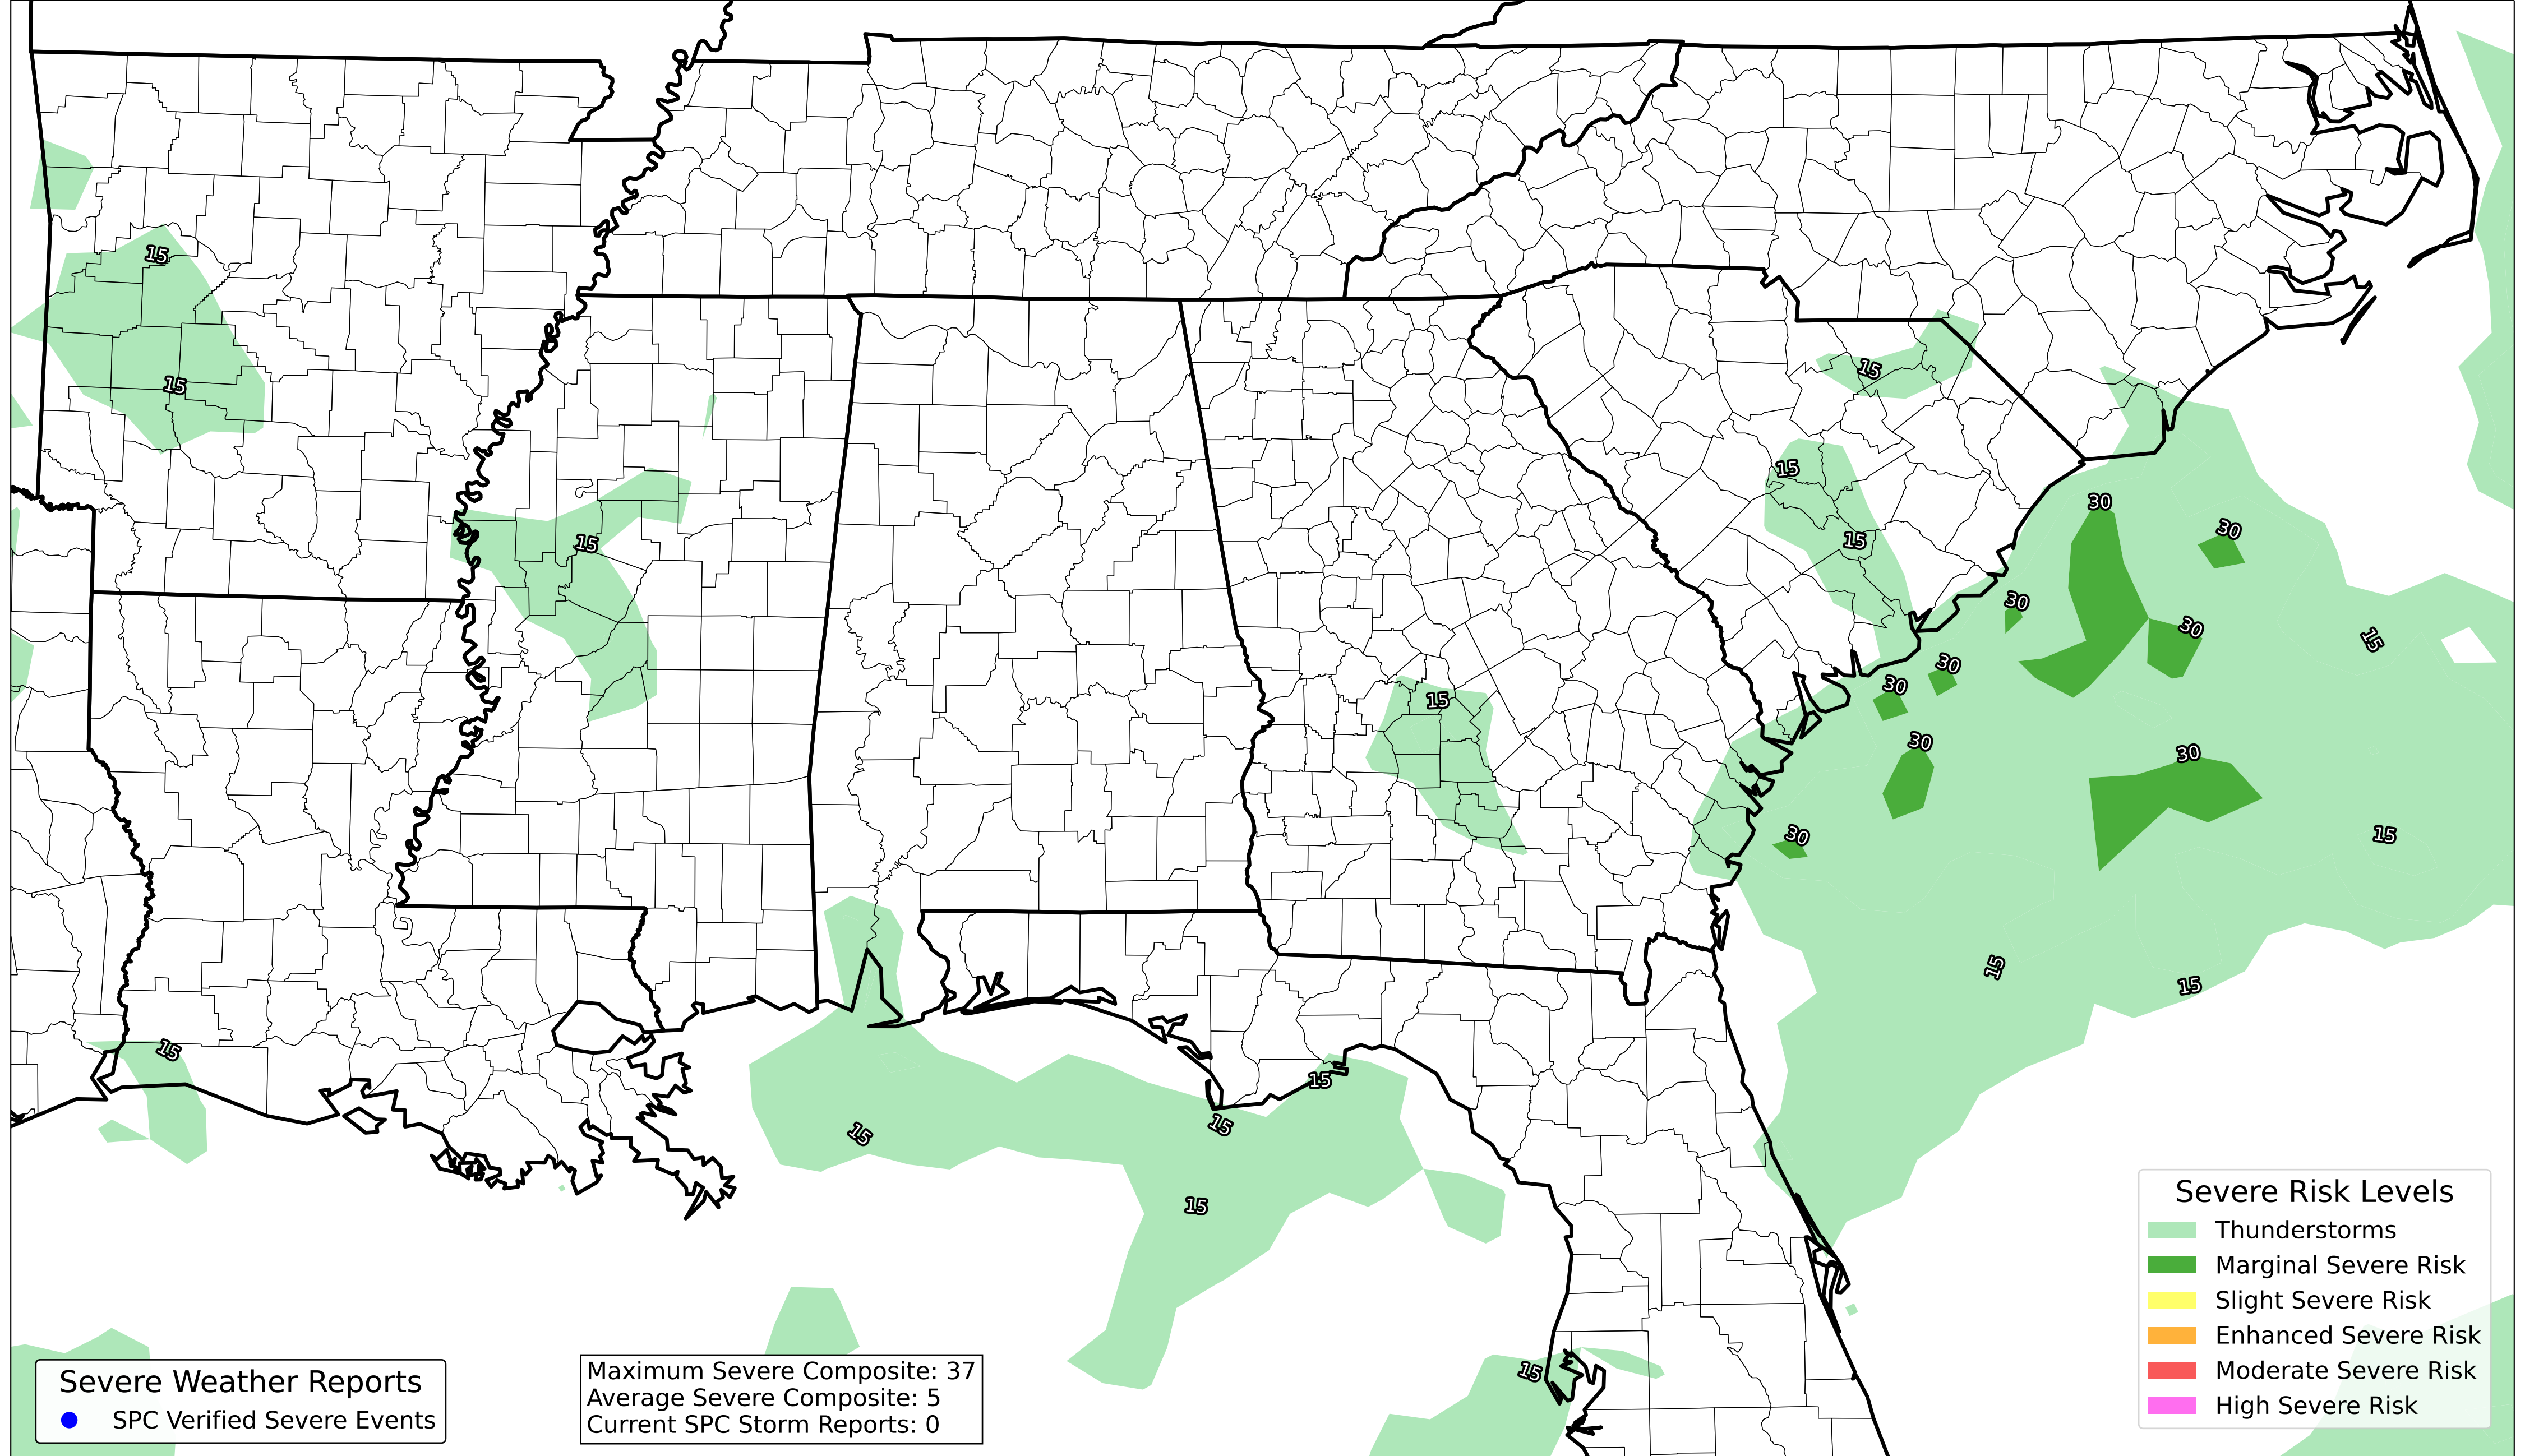 15
15
15
15
30
15
30
15
30
30
15
30
30
15
30
30
15
30
15
15
15
15
15
15
15
15
15
Severe Risk Levels
Thunderstorms
Marginal Severe Risk
Slight Severe Risk
Enhanced Severe Risk
Moderate Severe Risk
High Severe Risk
Severe Weather Reports
SPC Verified Severe Events
Maximum Severe Composite: 37
Average Severe Composite: 5
Current SPC Storm Reports: 0